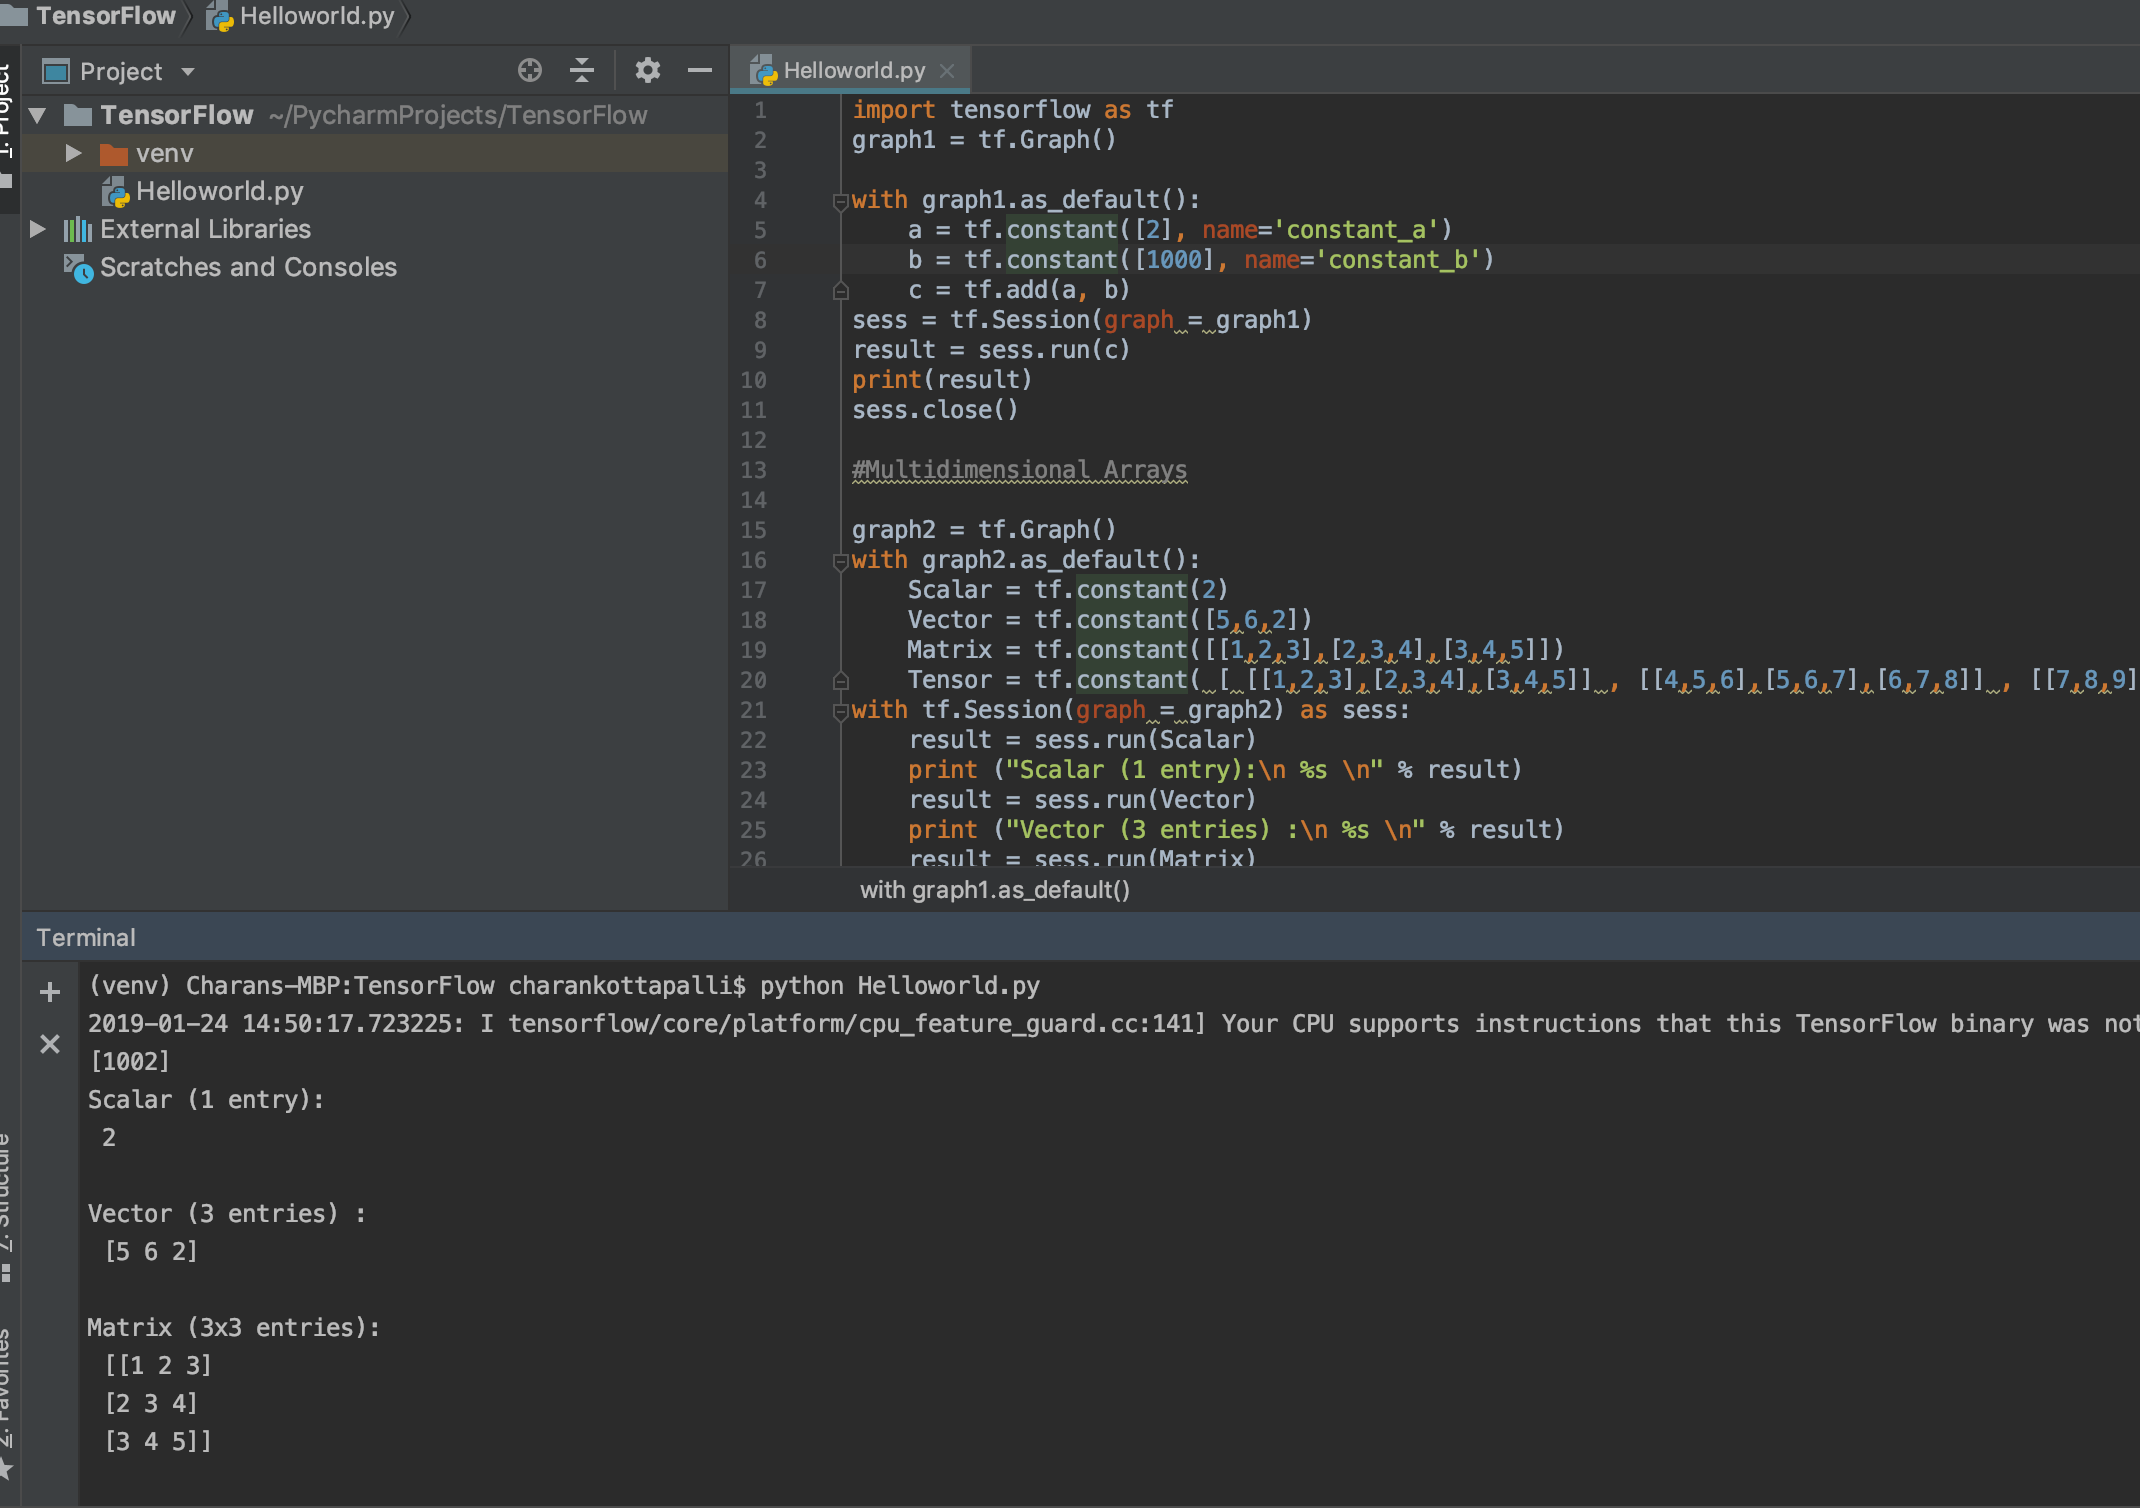 TensorFlow
Helloworld.py
1: Project
Project
TensorFlow ~/PycharmProjects/TensorFlow
venv
Helloworld.py
External Libraries
Scratches and Consoles
Helloworld.py
1 import tensorflow as tf
2 graph1 = tf.Graph()
3
4 with graph1.as_default():
5     a = tf.constant([2], name='constant_a')
6     b = tf.constant([1000], name='constant_b')
7     c = tf.add(a, b)
8 sess = tf.Session(graph = graph1)
9 result = sess.run(c)
10 print(result)
11 sess.close()
12
13 #Multidimensional Arrays
14
15 graph2 = tf.Graph()
16 with graph2.as_default():
17     Scalar = tf.constant(2)
18     Vector = tf.constant([5,6,2])
19     Matrix = tf.constant([[1,2,3],[2,3,4],[3,4,5]])
20     Tensor = tf.constant( [ [[1,2,3],[2,3,4],[3,4,5]] , [[4,5,6],[5,6,7],[6,7,8]] , [[7,8,9]
21 with tf.Session(graph = graph2) as sess:
22     result = sess.run(Scalar)
23     print ("Scalar (1 entry):\n %s \n" % result)
24     result = sess.run(Vector)
25     print ("Vector (3 entries) :\n %s \n" % result)
26     result = sess.run(Matrix)
with graph1.as_default()
Terminal
(venv) Charans-MBP:TensorFlow charankottapalli$ python Helloworld.py
2019-01-24 14:50:17.723225: I tensorflow/core/platform/cpu_feature_guard.cc:141] Your CPU supports instructions that this TensorFlow binary was not
[1002]
Scalar (1 entry):
 2
Vector (3 entries) :
 [5 6 2]
Matrix (3x3 entries):
 [[1 2 3]
 [2 3 4]
 [3 4 5]]
7: Structure
2: Favorites